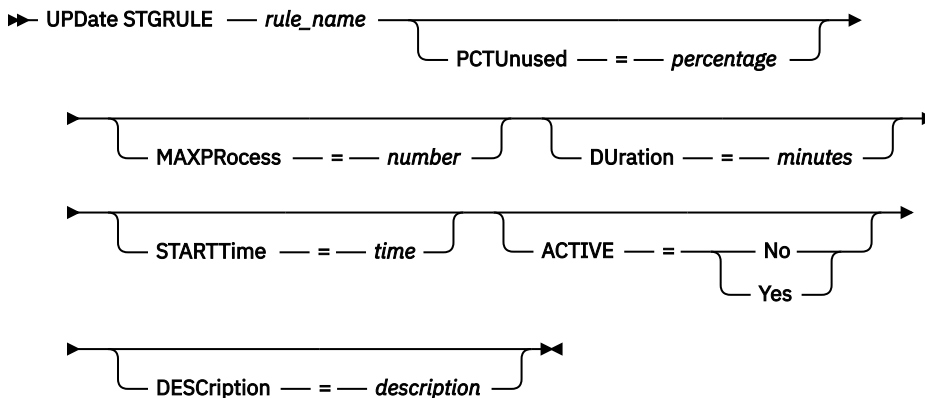 UPDate STGRULE rule_name
PCTUnused = percentage
MAXPRocess = number DUration = minutes
STARTTime = time ACTIVE = No
Yes
DESCription = description